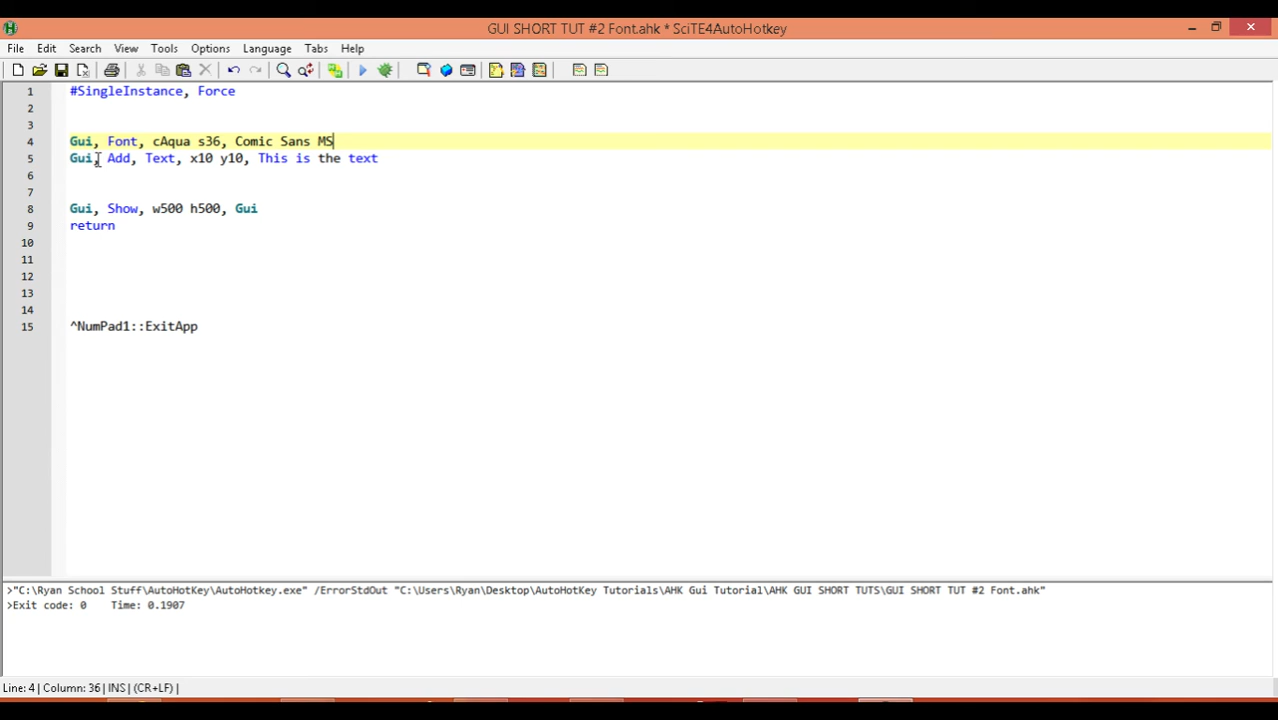 GUI SHORT TUT #2 Font.ahk * SciTE4AutoHotkey
File Edit Search View Tools Options Language Tabs Help
1 #SingleInstance, Force
2
3
4 Gui, Font, cAqua s36, Comic Sans MS
5 Gui, Add, Text, x10 y10, This is the text
6
7
8 Gui, Show, w500 h500, Gui
9 return
10
11
12
13
14
15 ^NumPad1::ExitApp
>"C:\Ryan School Stuff\AutoHotKey\AutoHotkey.exe" /ErrorStdOut "C:\Users\Ryan\Desktop\AutoHotKey Tutorials\AHK Gui Tutorial\AHK GUI SHORT TUTS\GUI SHORT TUT #2 Font.ahk"
>Exit code: 0 Time: 0.1907
Line: 4 | Column: 36 | INS | (CR+LF) |